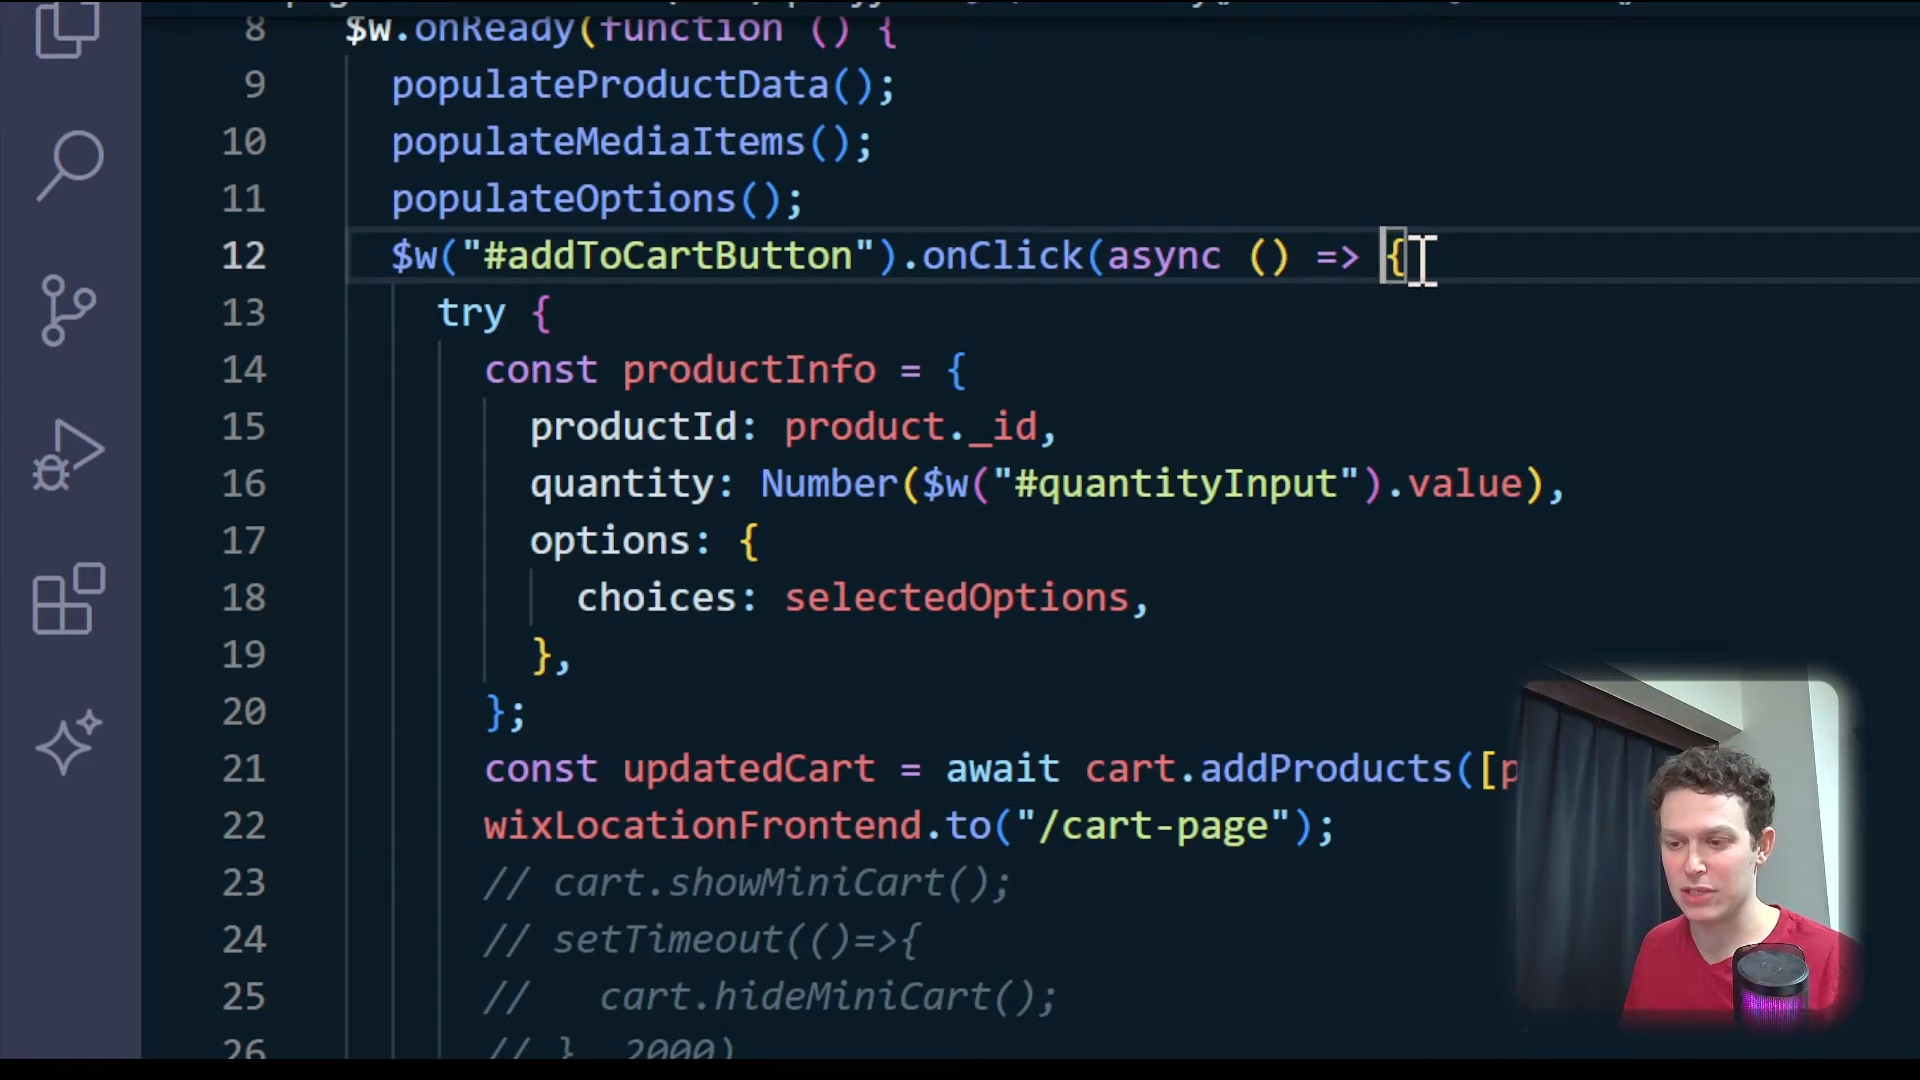 8 $w.onReady(function () {
9 populateProductData();
10 populateMediaItems();
11 populateOptions();
12 $w("#addToCartButton").onClick(async () => {
13 try {
14 const productInfo = {
15 productId: product._id,
16 quantity: Number($w("#quantityInput").value),
17 options: {
18 choices: selectedOptions,
19 },
20 };
21 const updatedCart = await cart.addProducts([p
22 wixLocationFrontend.to("/cart-page");
23 // cart.showMiniCart();
24 // setTimeout(()=>{
25 // cart.hideMiniCart();
26 // }, 2000)